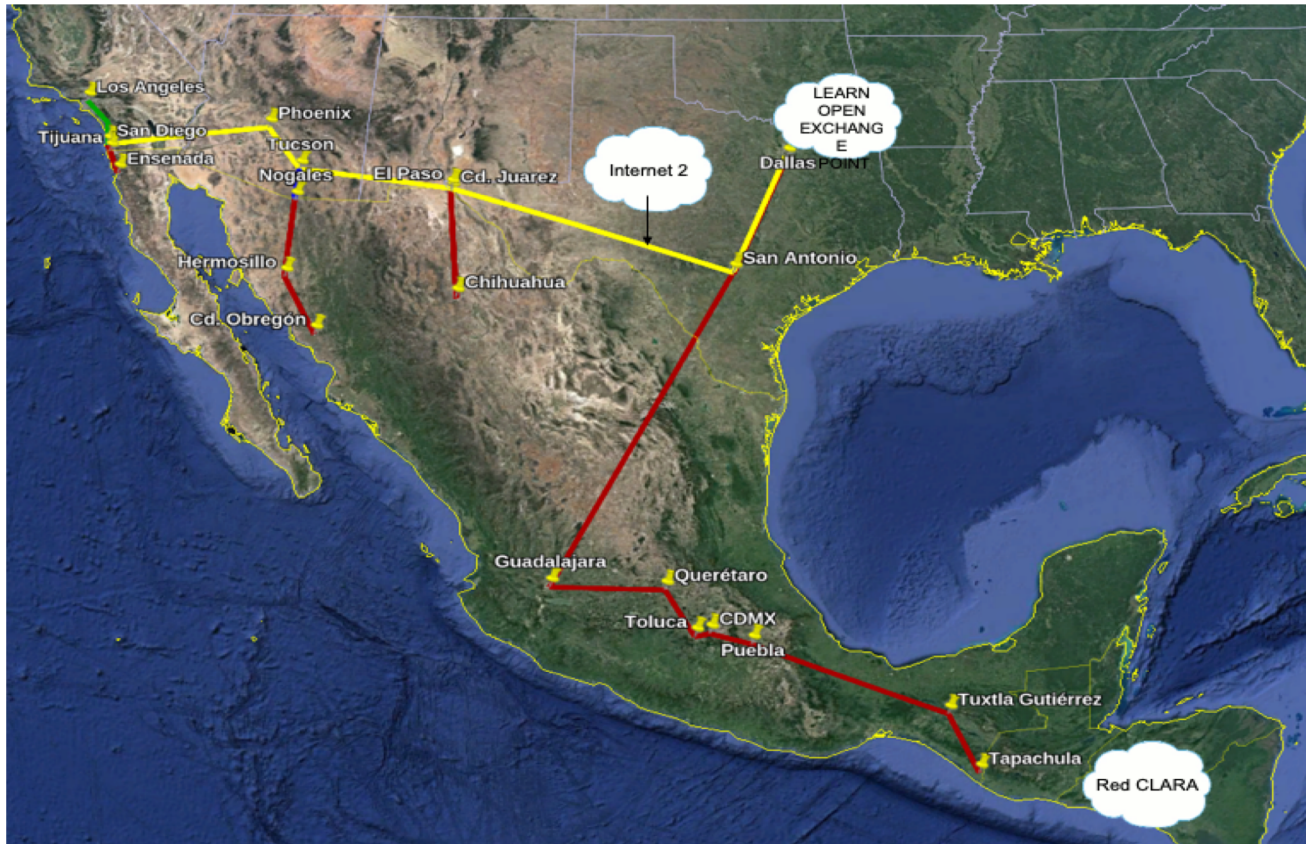 Los Angeles
LEARN
OPEN
EXCHANG
E
POINT
Phoenix
San Diego
Tijuana
Tucson
Ensenada
Dallas
Internet 2
Nogales
El Paso
Cd. Juarez
San Antonio
Hermosillo
Chihuahua
Cd. Obregón
Guadalajara
Querétaro
Toluca
CDMX
Puebla
Tuxtla Gutiérrez
Tapachula
Red CLARA